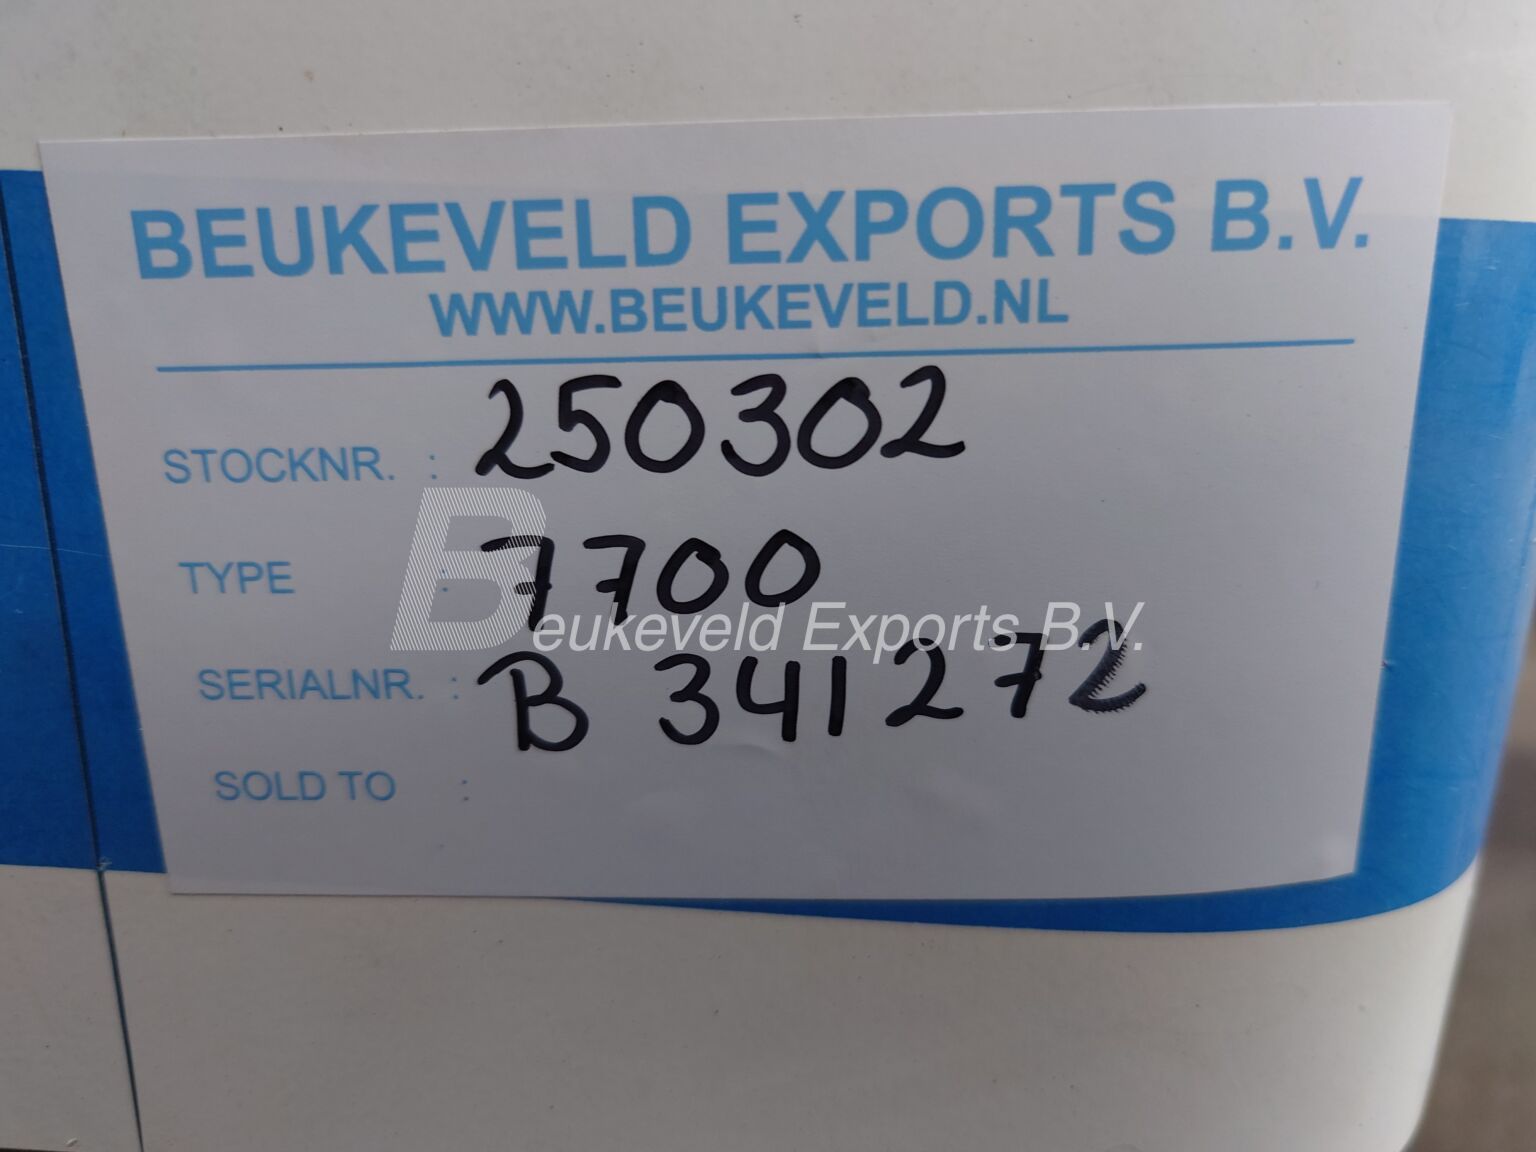 BEUKEVELD EXPORTS B.V.
WWW.BEUKEVELD.NL
STOCKNR. : 250302
TYPE : 7700
Beukeveld Exports B.V.
SERIALNR. : B 341272
SOLD TO :